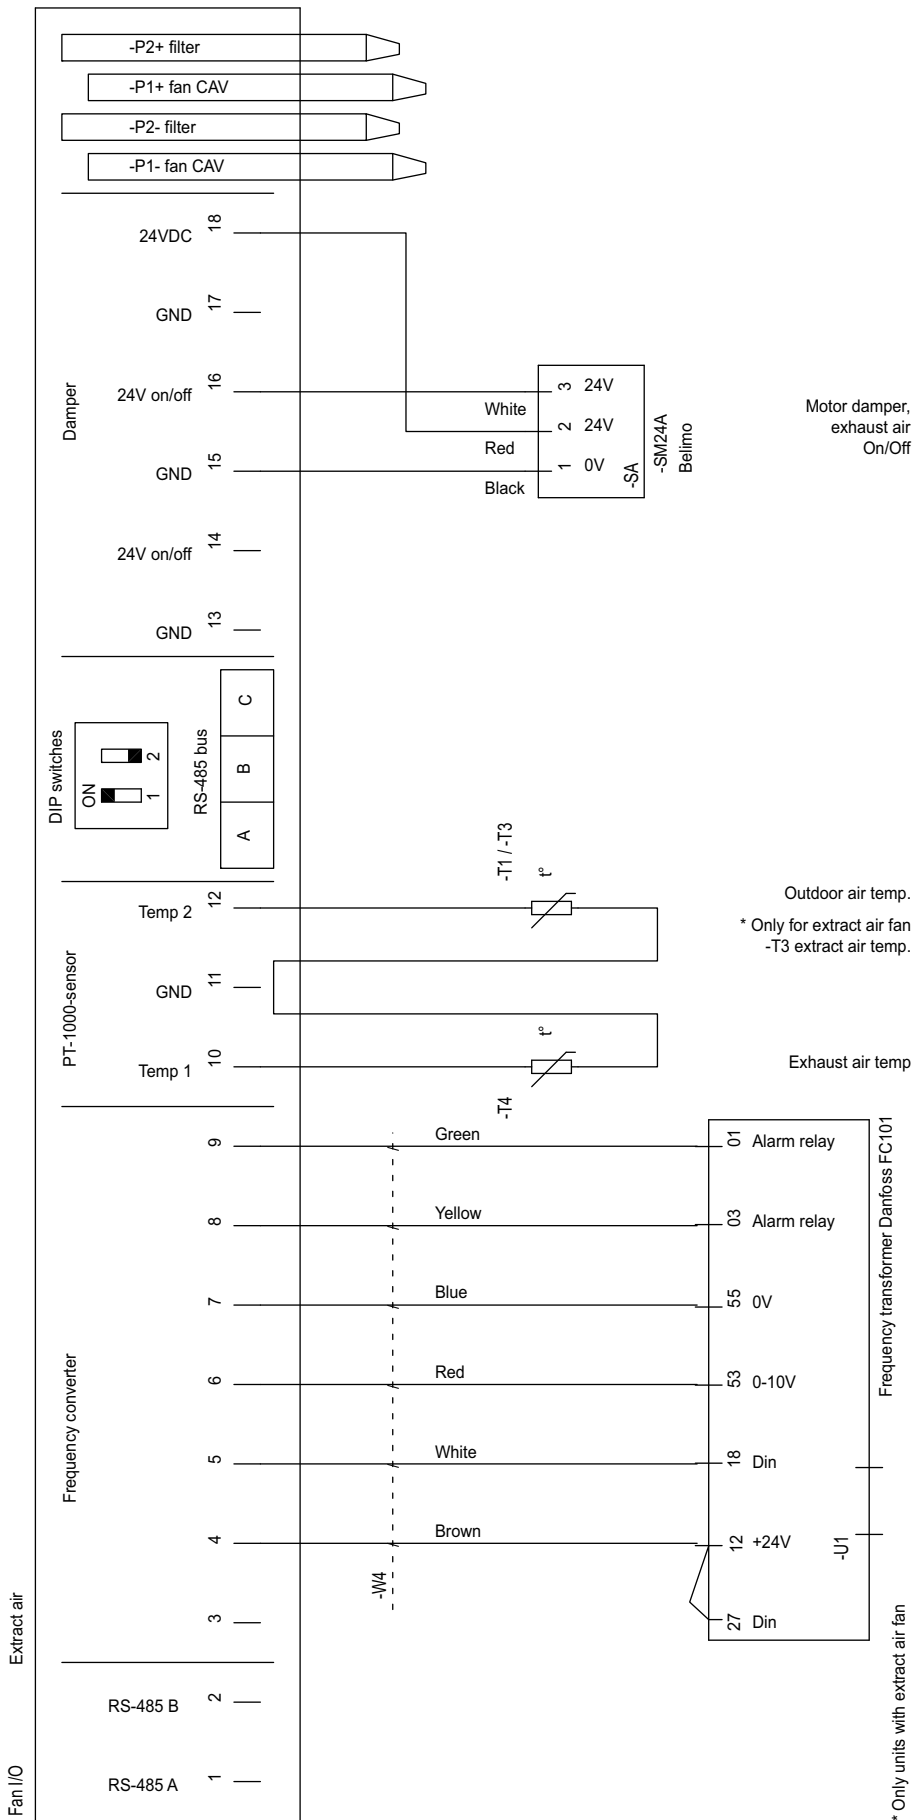 -P2+ filter
-P1+ fan CAV
-P2- filter
-P1- fan CAV
Damper
24VDC 18
GND 17
24V on/off 16
GND 15
24V on/off 14
GND 13
White
Red
Black
3 24V
2 24V
1 0V
-SA
-SM24A
Belimo
Motor damper,
exhaust air
On/Off
DIP switches
ON
1
2
RS-485 bus
A
B
C
PT-1000-sensor
Temp 2 12
GND 11
Temp 1 10
-T1 / -T3
t°
Outdoor air temp.
* Only for extract air fan
-T3 extract air temp.
t°
-T4
Exhaust air temp
Frequency converter
9 Green 01 Alarm relay
8 Yellow 03 Alarm relay
7 Blue 55 0V
6 Red 53 0-10V
5 White 18 Din
4 Brown 12 +24V
3
27 Din
-W4
-U1
Frequency transformer Danfoss FC101
RS-485 B 2
RS-485 A 1
Fan I/O
Extract air
* Only units with extract air fan